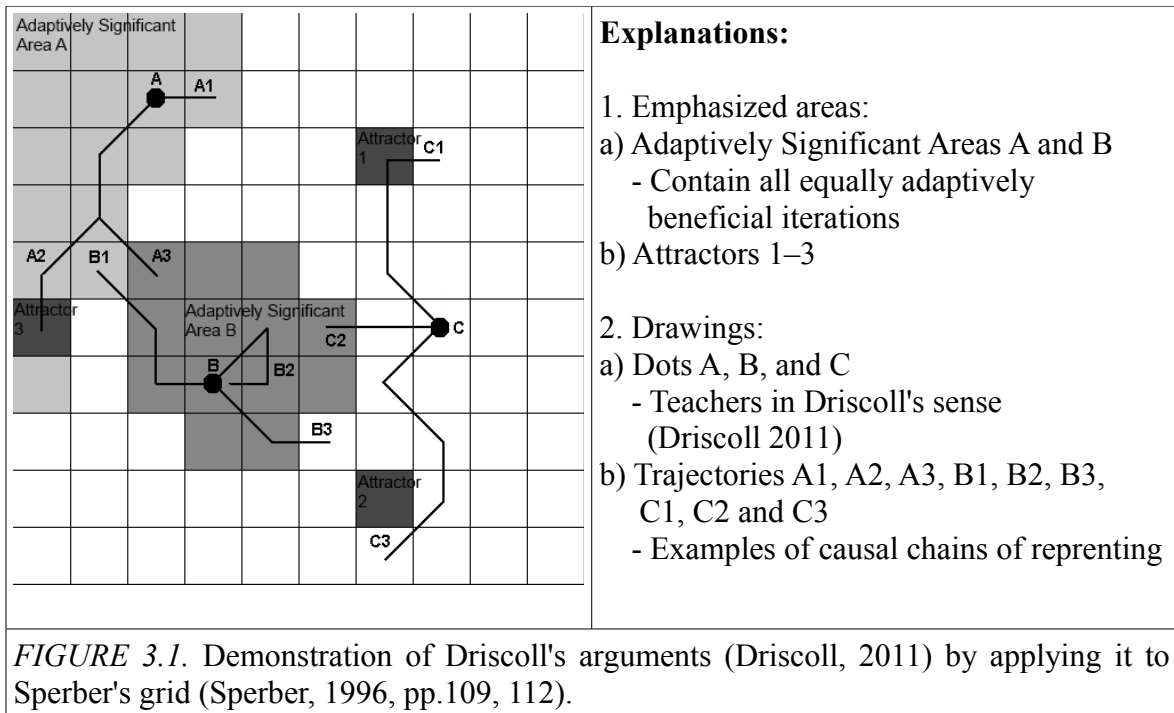 Adaptively Significant
Area A
A
A1
Attractor
1
C1
A2
B1
A3
Attractor
3
Adaptively Significant
Area B
C2
C
B
B2
B3
Attractor
2
C3
Explanations:
1. Emphasized areas:
a) Adaptively Significant Areas A and B
- Contain all equally adaptively
beneficial iterations
b) Attractors 1–3
2. Drawings:
a) Dots A, B, and C
- Teachers in Driscoll's sense
(Driscoll 2011)
b) Trajectories A1, A2, A3, B1, B2, B3,
C1, C2 and C3
- Examples of causal chains of reprenting
FIGURE 3.1. Demonstration of Driscoll's arguments (Driscoll, 2011) by applying it to
Sperber's grid (Sperber, 1996, pp.109, 112).